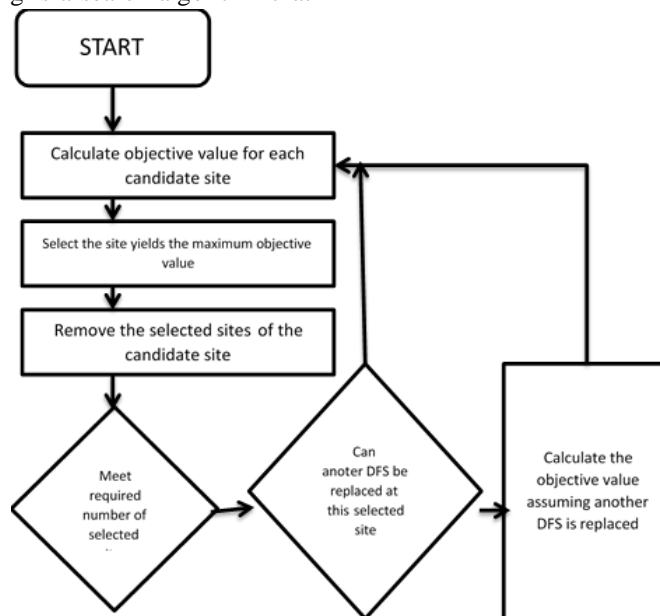 START
Calculate objective value for each
candidate site
Select the site yields the maximum objective
value
Remove the selected sites of the
candidate site
Meet
required
number of
selected
Can
anoter DFS be
replaced at
this selected
site
Calculate the
objective value
assuming another
DFS is replaced